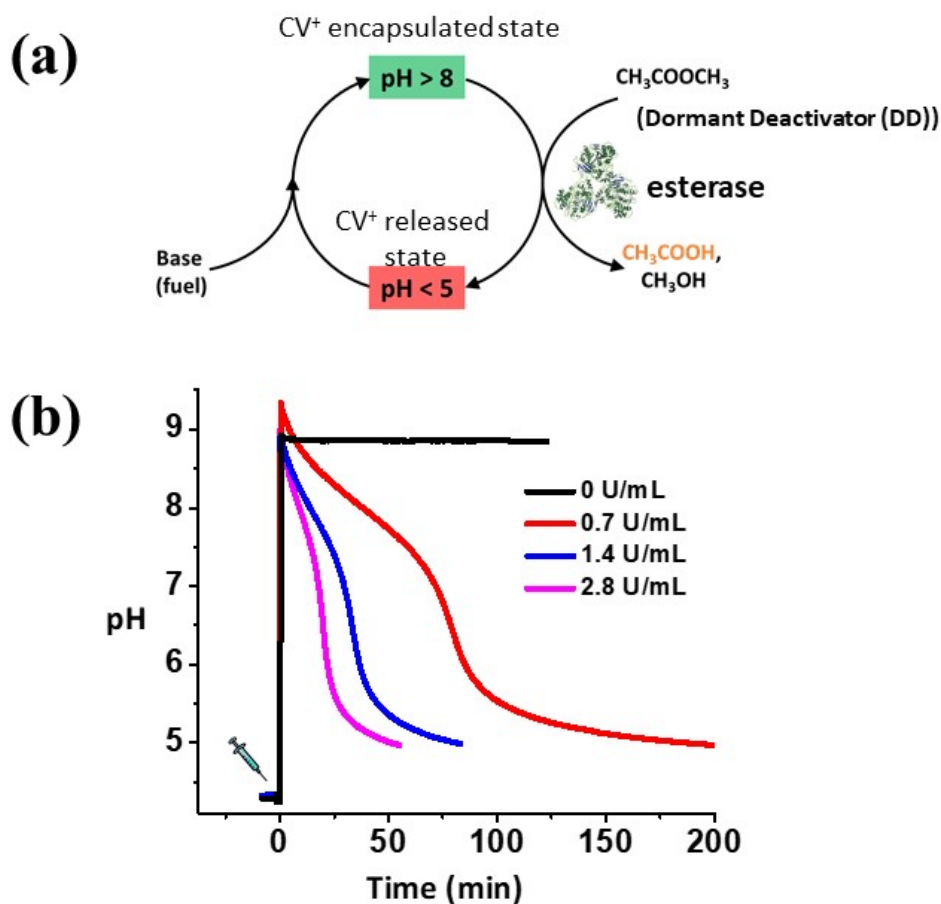 (a)
CV⁺ encapsulated state
pH > 8
CH₃COOCH₃
(Dormant Deactivator (DD))
esterase
CV⁺ released
state
Base
(fuel)
pH < 5
CH₃COOH,
CH₃OH
(b)
9
8
7
6
5
pH
0 U/mL
0.7 U/mL
1.4 U/mL
2.8 U/mL
0 50 100 150 200
Time (min)